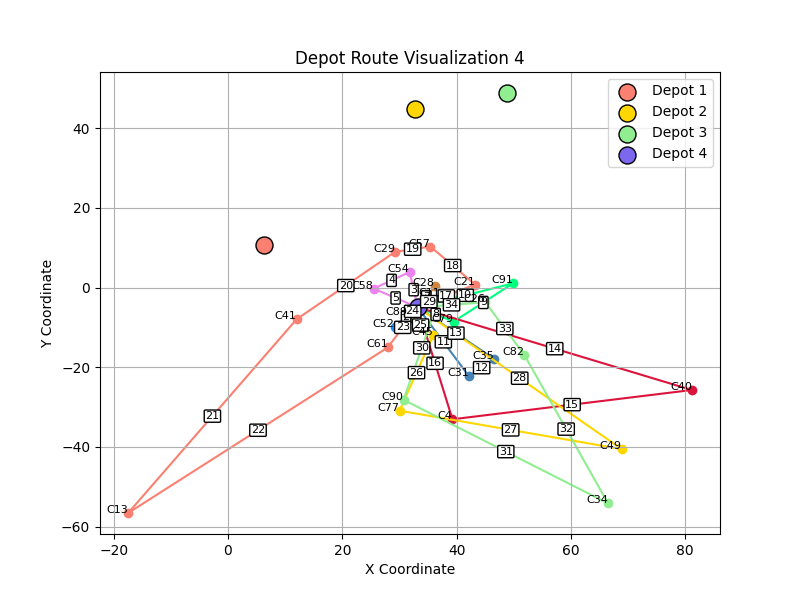 Depot Route Visualization 4
Depot 1
Depot 2
Depot 3
Depot 4
Y Coordinate
40
20
0
−20
−40
−60
C57
C29
19
18
C54
4
20
C58
3
C28
C21
C91
5
17
10
9
29
34
24
8
C41
C52
23
25
C79
13
33
C61
30
11
14
C35
C82
16
12
26
C31
28
C40
C90
C77
15
C4
21
22
27
32
C49
31
C34
C13
−20
0
20
40
60
80
X Coordinate